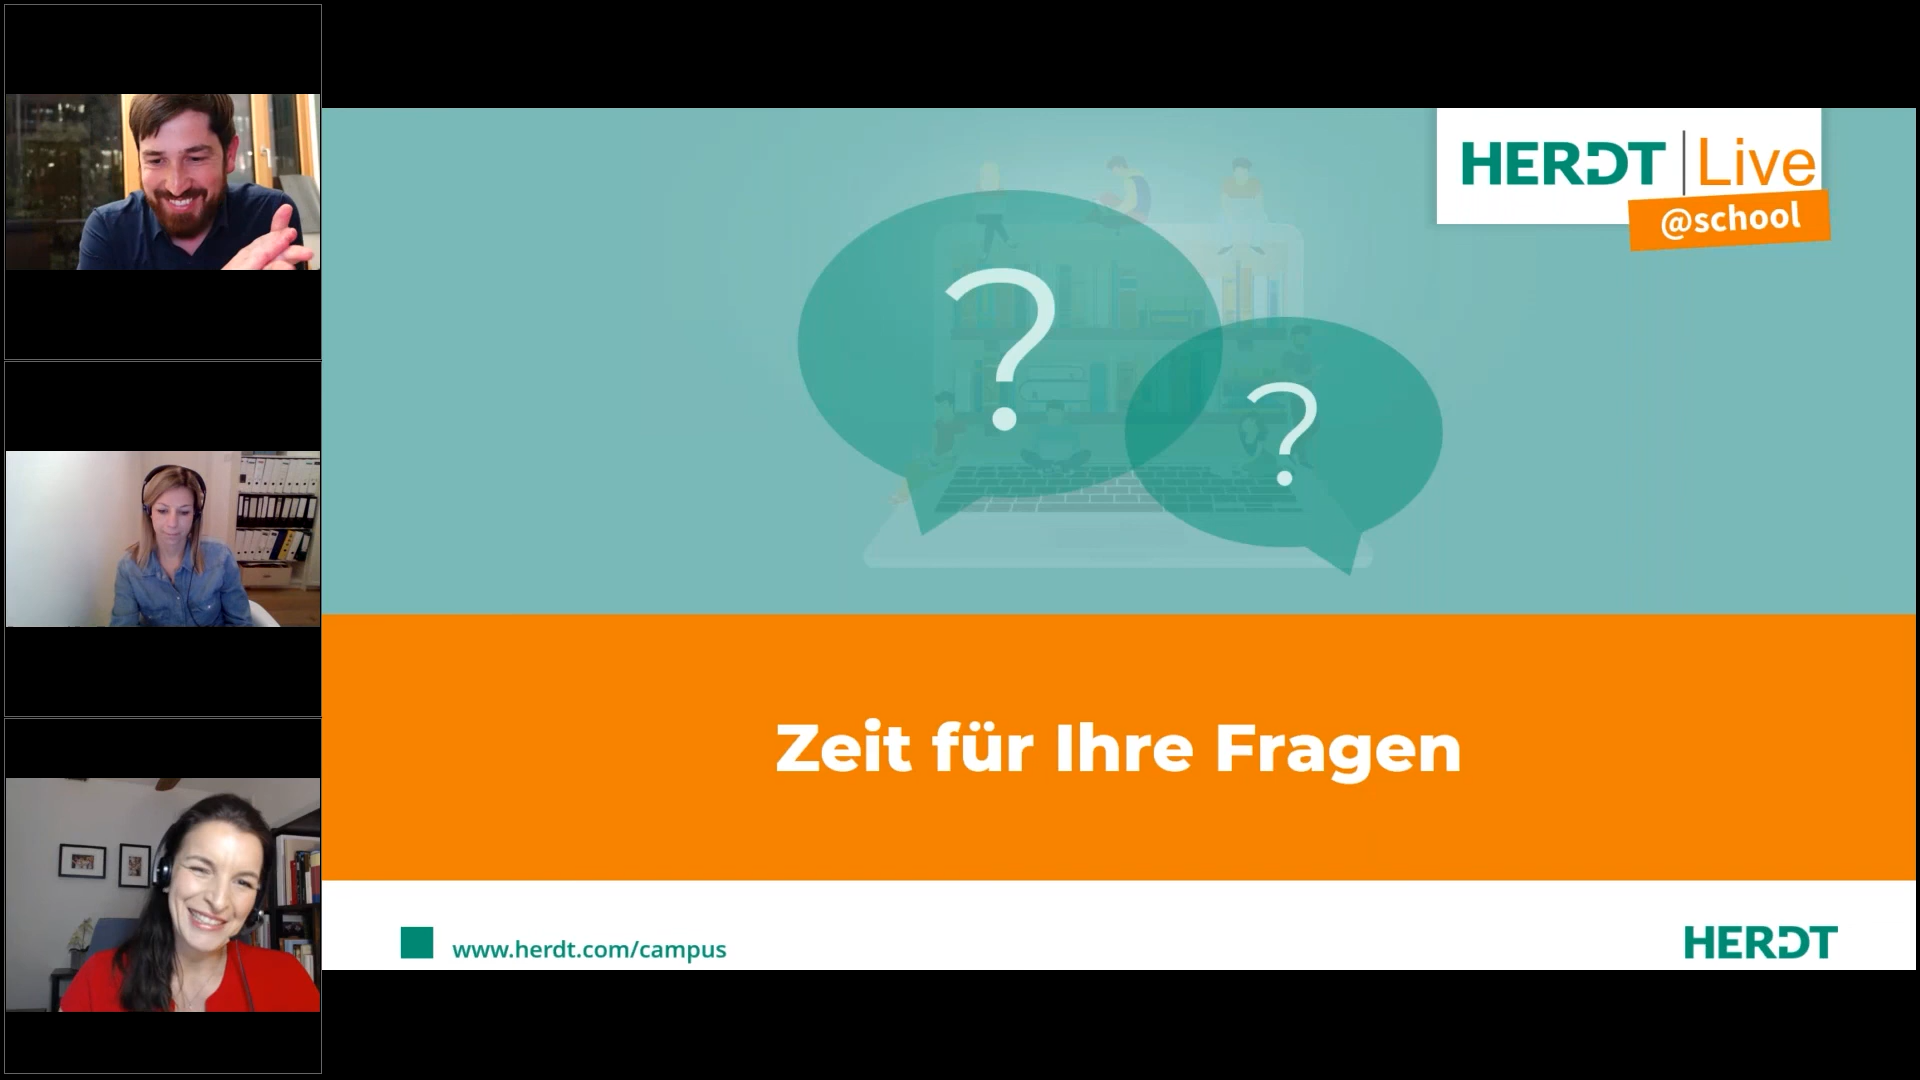 HERDT | Live
@school
? ?
Zeit für Ihre Fragen
www.herdt.com/campus
HERDT